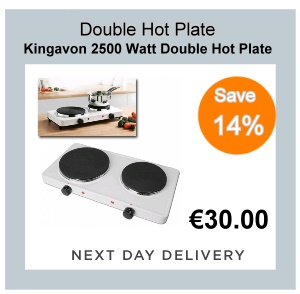 Double Hot Plate
Kingavon 2500 Watt Double Hot Plate
Save
14%
€30.00
NEXT DAY DELIVERY